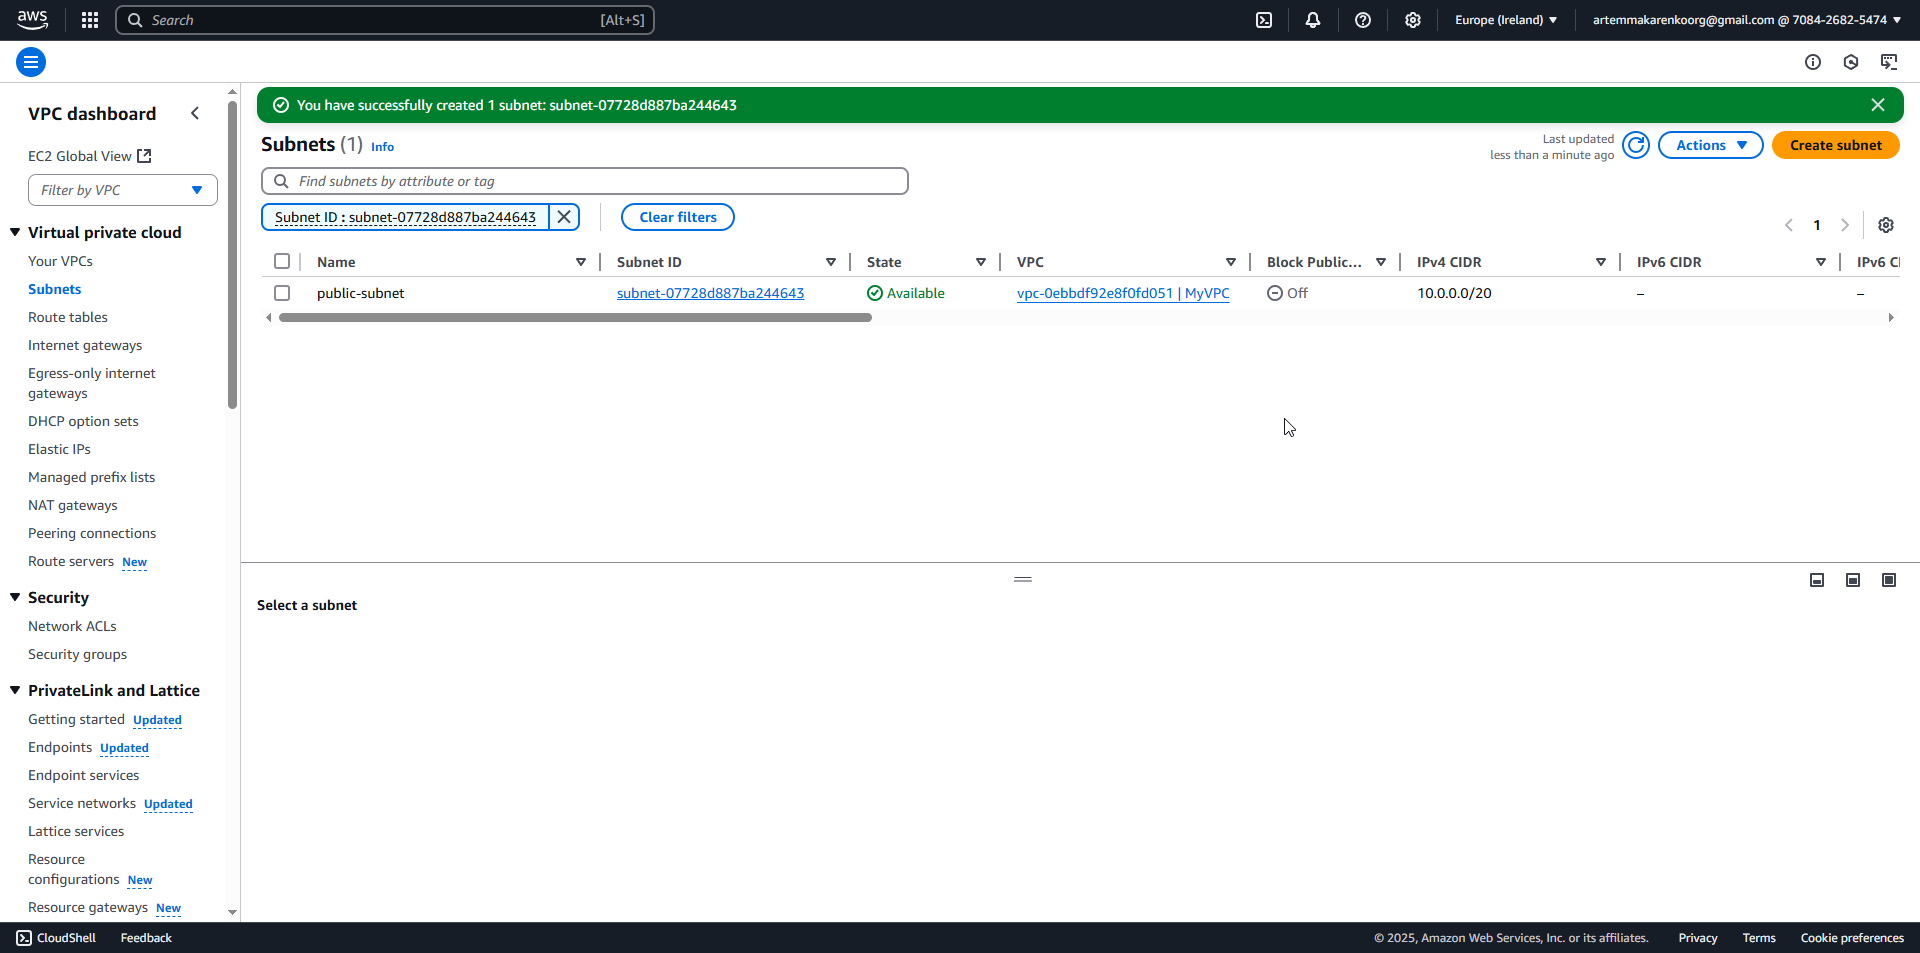 aws
Search
[Alt+S]
Europe (Ireland)
artemmakarenkoorg@gmail.com @ 7084-2682-5474
VPC dashboard
EC2 Global View
Filter by VPC
Virtual private cloud
Your VPCs
Subnets
Route tables
Internet gateways
Egress-only internet
gateways
DHCP option sets
Elastic IPs
Managed prefix lists
NAT gateways
Peering connections
Route servers New
Security
Network ACLs
Security groups
PrivateLink and Lattice
Getting started Updated
Endpoints Updated
Endpoint services
Service networks Updated
Lattice services
Resource
configurations New
Resource gateways New
You have successfully created 1 subnet: subnet-07728d887ba244643
Subnets (1) Info
Last updated
less than a minute ago
Actions
Create subnet
Find subnets by attribute or tag
Subnet ID : subnet-07728d887ba244643
Clear filters
1
Name Subnet ID State VPC Block Public... IPv4 CIDR IPv6 CIDR IPv6 CI
public-subnet subnet-07728d887ba244643 Available vpc-0ebbdf92e8f0fd051 | MyVPC Off 10.0.0.0/20 – –
Select a subnet
CloudShell Feedback
© 2025, Amazon Web Services, Inc. or its affiliates. Privacy Terms Cookie preferences